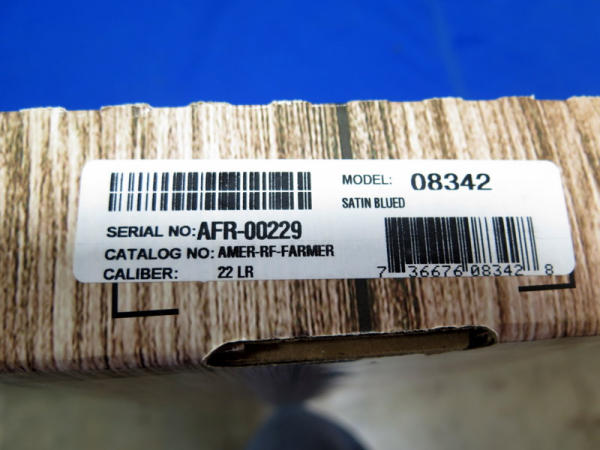 MODEL: 08342
SATIN BLUED
SERIAL NO: AFR-00229
CATALOG NO: AMER-RF-FARMER
CALIBER: 22 LR
7 36676 08342 8